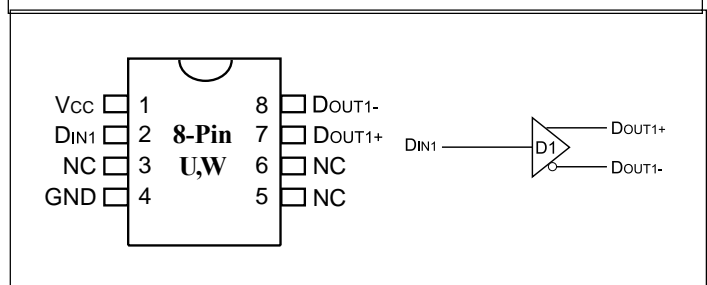 VCC 1 8 DOUT1-
DIN1 2 8-Pin 7 DOUT1+
NC 3 U,W 6 NC
GND 4 5 NC
DIN1 D1 DOUT1+
DOUT1-